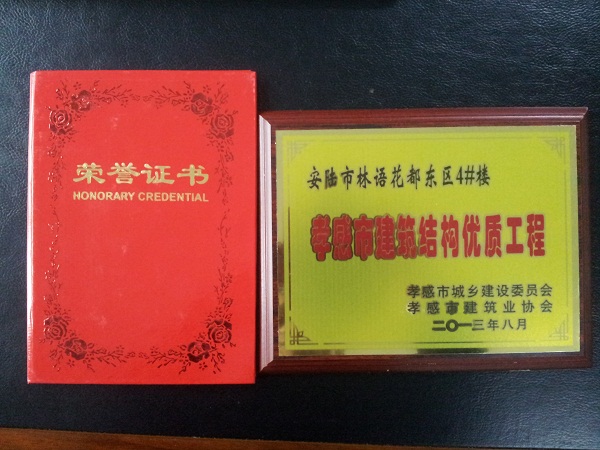 荣誉证书
HONORARY CREDENTIAL
安陆市林语花都东区4#楼
孝感市建筑结构优质工程
孝感市城乡建设委员会
孝感市建筑业协会
二〇一三年八月